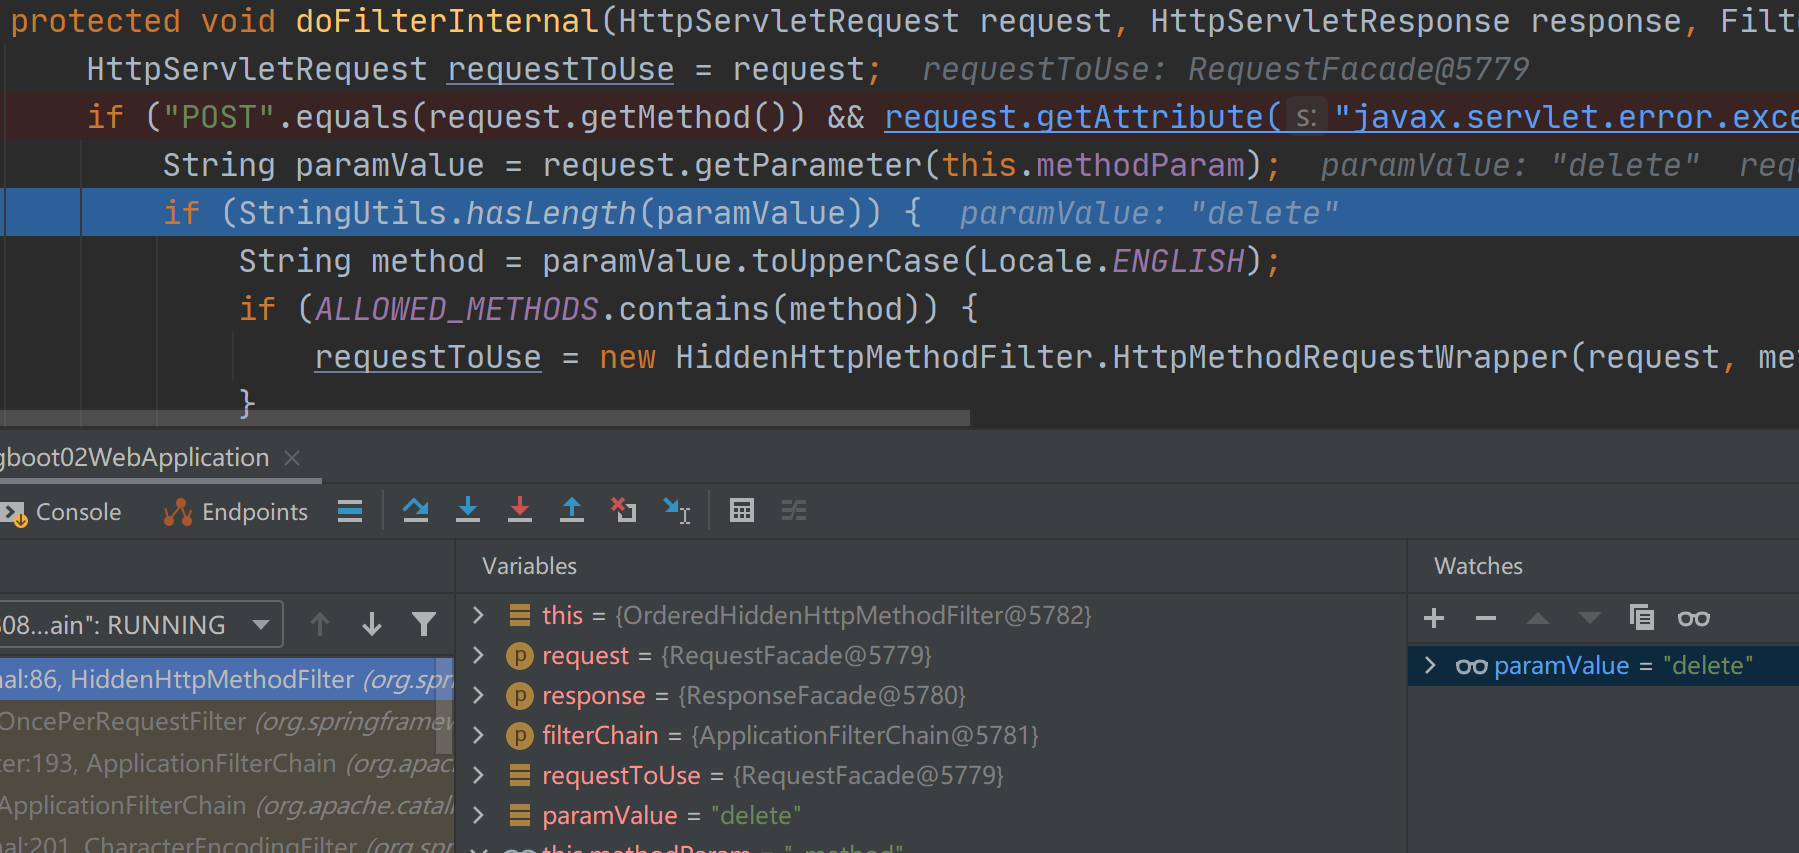 protected void doFilterInternal(HttpServletRequest request, HttpServletResponse response, Filt
HttpServletRequest requestToUse = request; requestToUse: RequestFacade@5779
if ("POST".equals(request.getMethod()) && request.getAttribute( s: "javax.servlet.error.exce
String paramValue = request.getParameter(this.methodParam); paramValue: "delete" req
if (StringUtils.hasLength(paramValue)) { paramValue: "delete"
String method = paramValue.toUpperCase(Locale.ENGLISH);
if (ALLOWED_METHODS.contains(method)) {
requestToUse = new HiddenHttpMethodFilter.HttpMethodRequestWrapper(request, me
}
gboot02WebApplication
Console Endpoints
Variables
Watches
308...ain": RUNNING
this = {OrderedHiddenHttpMethodFilter@5782}
request = {RequestFacade@5779}
response = {ResponseFacade@5780}
filterChain = {ApplicationFilterChain@5781}
requestToUse = {RequestFacade@5779}
paramValue = "delete"
this.methodParam = "_method"
paramValue = "delete"
nal:86, HiddenHttpMethodFilter (org.spri
OncePerRequestFilter (org.springframew
ter:193, ApplicationFilterChain (org.apac
ApplicationFilterChain (org.apache.catal
nal:201, CharacterEncodingFilter (org.spr